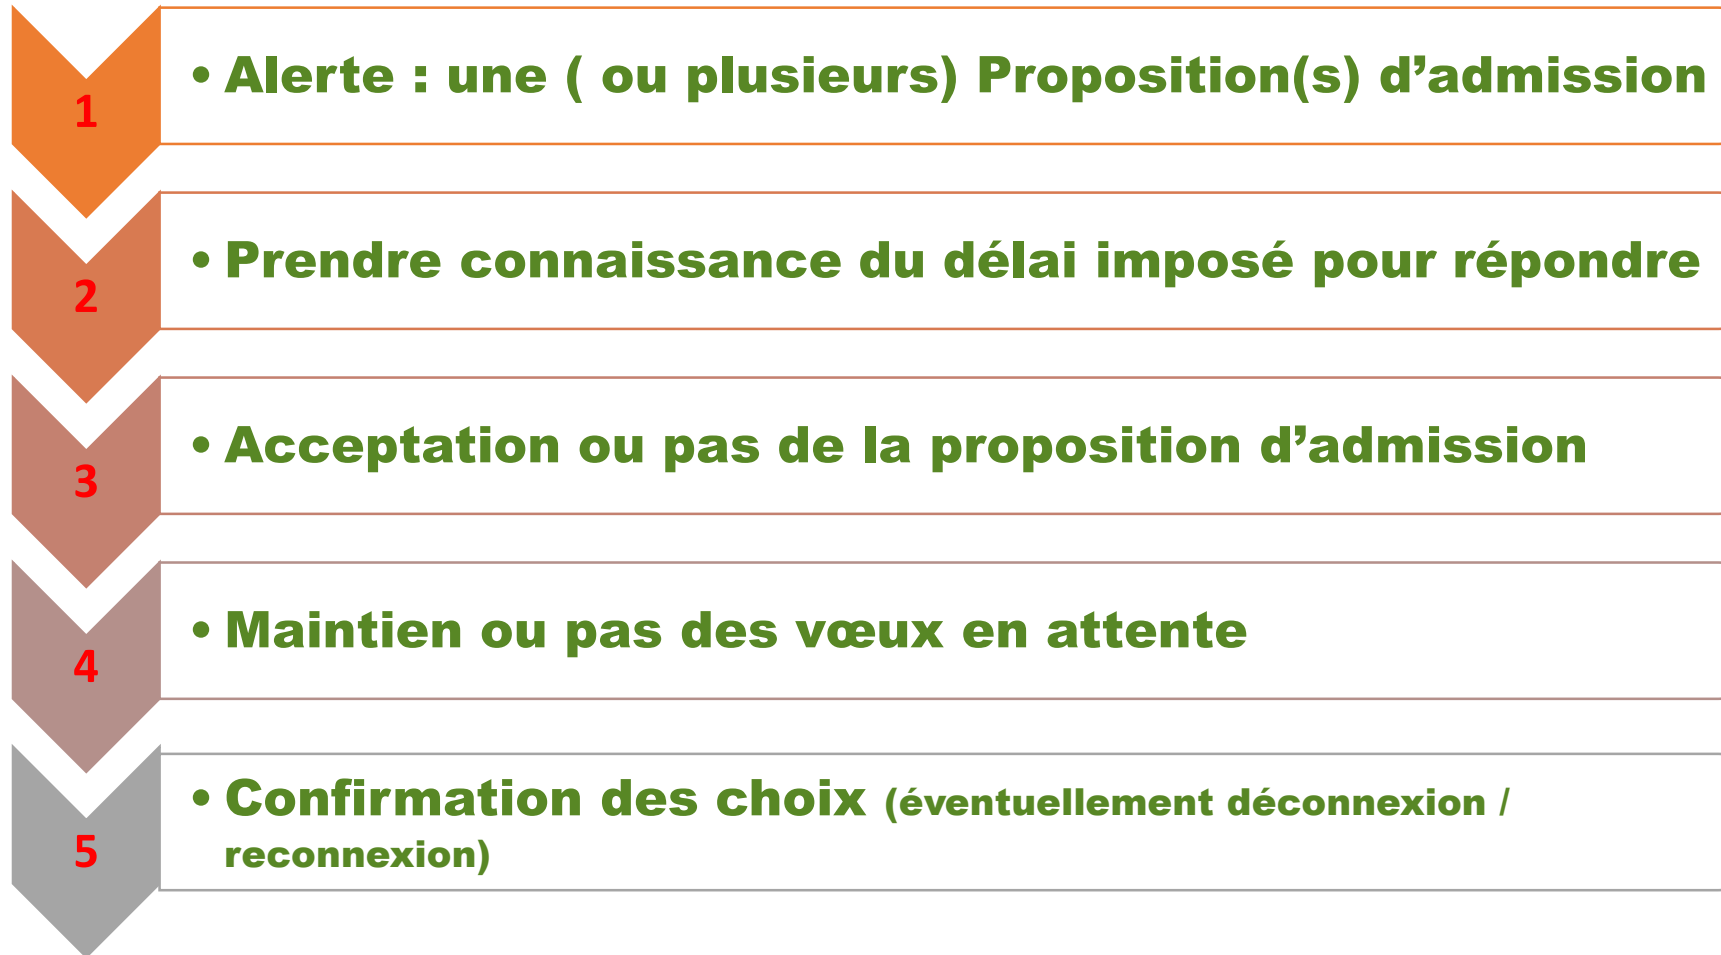 1
• Alerte : une ( ou plusieurs) Proposition(s) d’admission
2
• Prendre connaissance du délai imposé pour répondre
3
• Acceptation ou pas de la proposition d’admission
4
• Maintien ou pas des vœux en attente
5
• Confirmation des choix (éventuellement déconnexion /
reconnexion)